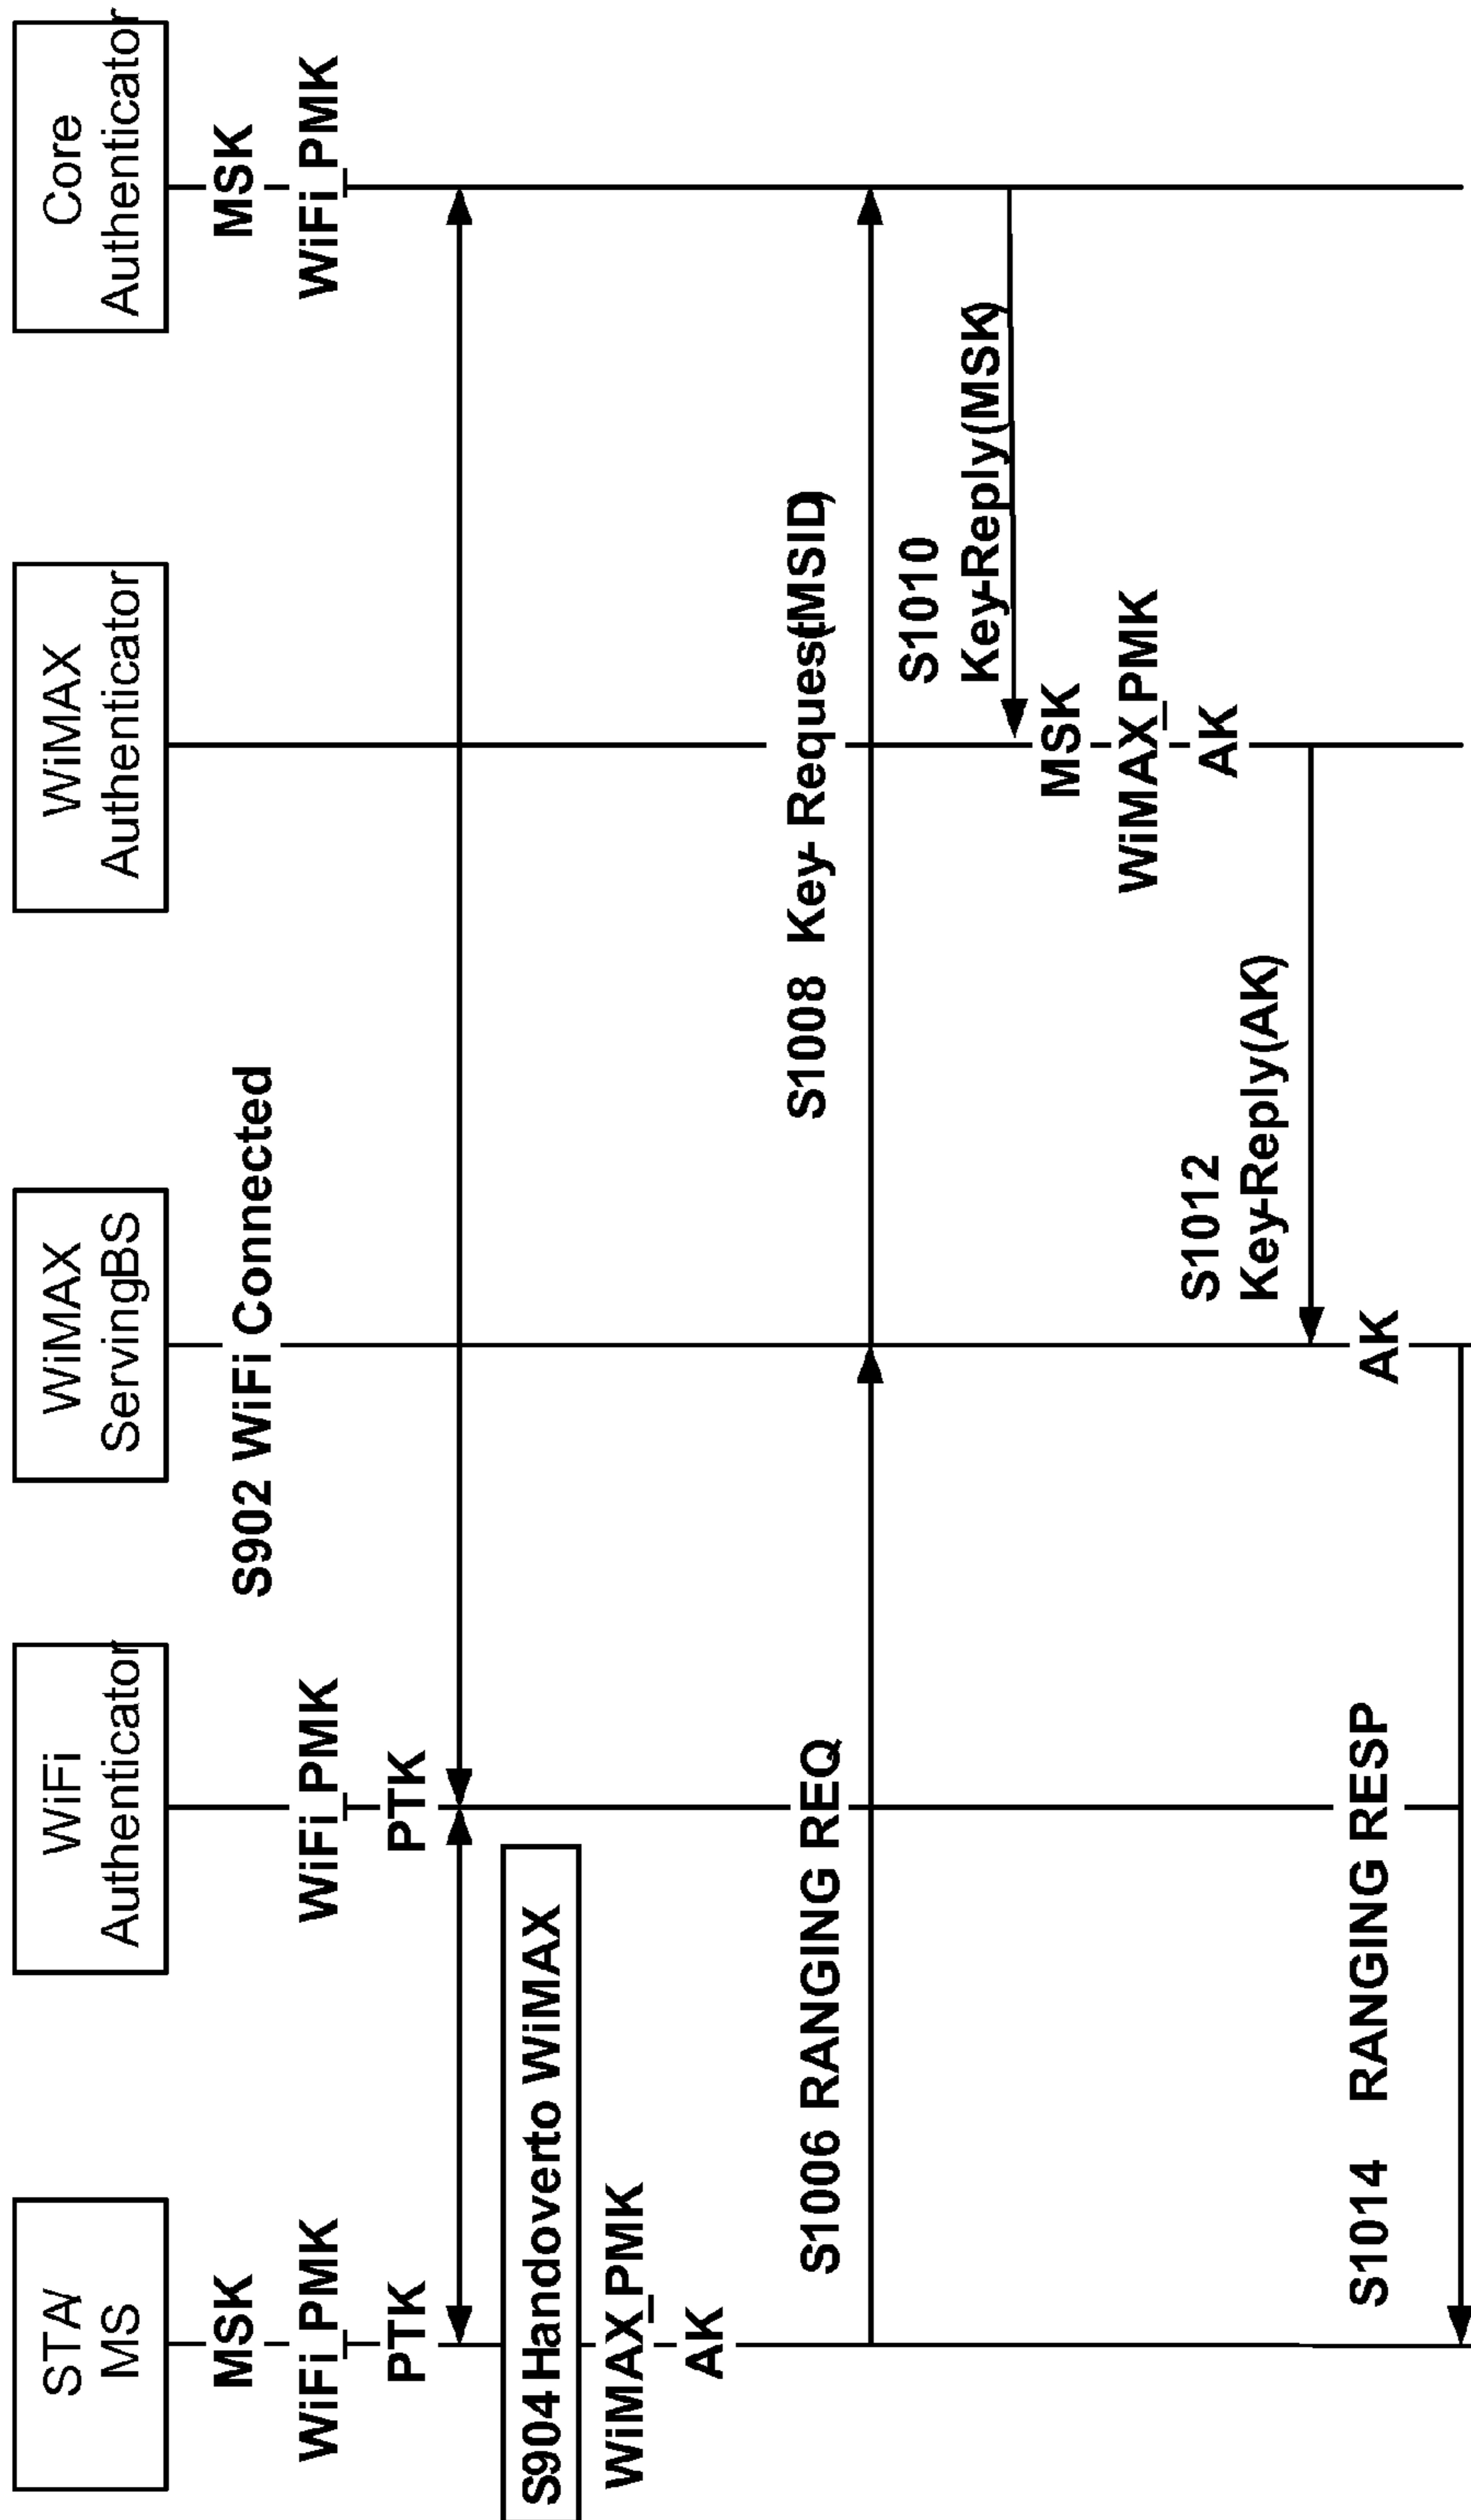 STA/
MS
WiFi
Authenticator
WiMAX
ServingBS
WiMAX
Authenticator
Core
Authenticator
MSK
S902 WiFi Connected
MSK
WiFi_PMK
WiFi_PMK
WiFi_PMK
PTK
PTK
S904 Handoverto WiMAX
WiMAX_PMK
AK
S1006 RANGING REQ
S1008 Key- Request(MSID)
S1010
Key-Reply(MSK)
MSK
WiMAX_PMK
AK
S1012
Key-Reply(AK)
AK
S1014 RANGING RESP